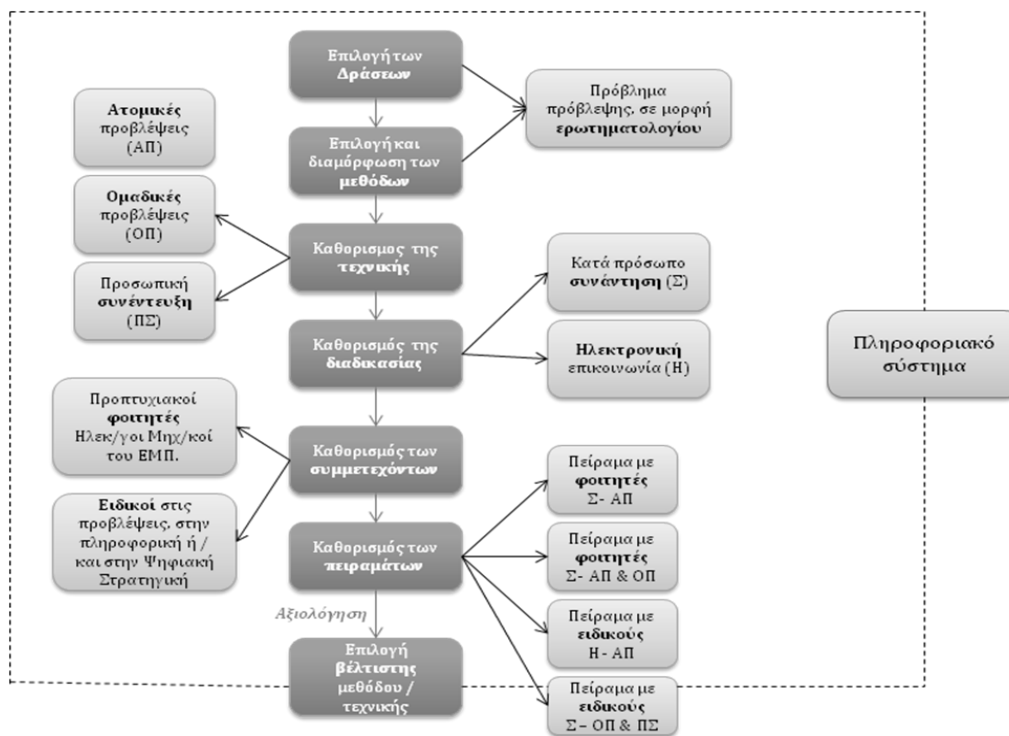 Επιλογή των
Δράσεων
Πρόβλημα
πρόβλεψης, σε μορφή
ερωτηματολογίου
Ατομικές
προβλέψεις
(ΑΠ)
Επιλογή και
διαμόρφωση των
μεθόδων
Ομαδικές
προβλέψεις
(ΟΠ)
Καθορισμος της
τεχνικής
Προσωπική
συνέντευξη
(ΠΣ)
Κατά πρόσωπο
συνάντηση (Σ)
Καθορισμός της
διαδικασίας
Ηλεκτρονική
επικοινωνία (Η)
Πληροφοριακό
σύστημα
Προπτυχιακοί
φοιτητές
Ηλεκ/γοι Μηχ/κοί
του ΕΜΠ.
Καθορισμός των
συμμετεχόντων
Ειδικοί στις
προβλέψεις, στην
πληροφορική ή /
και στην Ψηφιακή
Στρατηγική
Καθορισμός των
πειραμάτων
Πείραμα με
φοιτητές
Σ- ΑΠ
Πείραμα με
φοιτητές
Σ- ΑΠ & ΟΠ
Πείραμα με
ειδικούς
Η - ΑΠ
Πείραμα με
ειδικούς
Σ – ΟΠ & ΠΣ
Αξιολόγηση
Επιλογή
βέλτιστης
μεθόδου /
τεχνικής